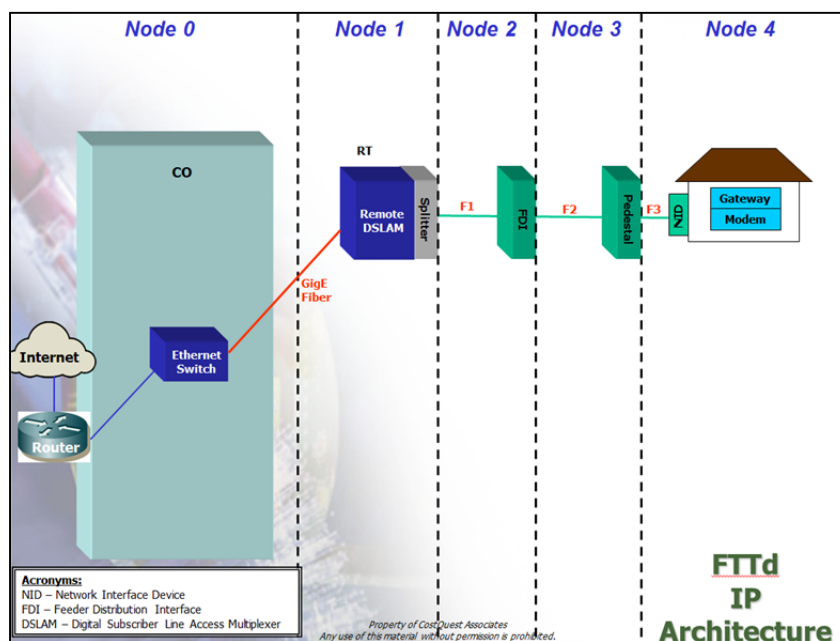 Node 0
Node 1
Node 2
Node 3
Node 4
CO
RT
Remote
DSLAM
Splitter
F1
FDI
F2
Pedestal
F3
NID
Gateway
Modem
GigE
Fiber
Internet
Ethernet
Switch
Router
Acronyms:
NID – Network Interface Device
FDI – Feeder Distribution Interface
DSLAM – Digital Subscriber Line Access Multiplexer
Property of CostQuest Associates
Any use of this material without permission is prohibited.
FTTd
IP
Architecture